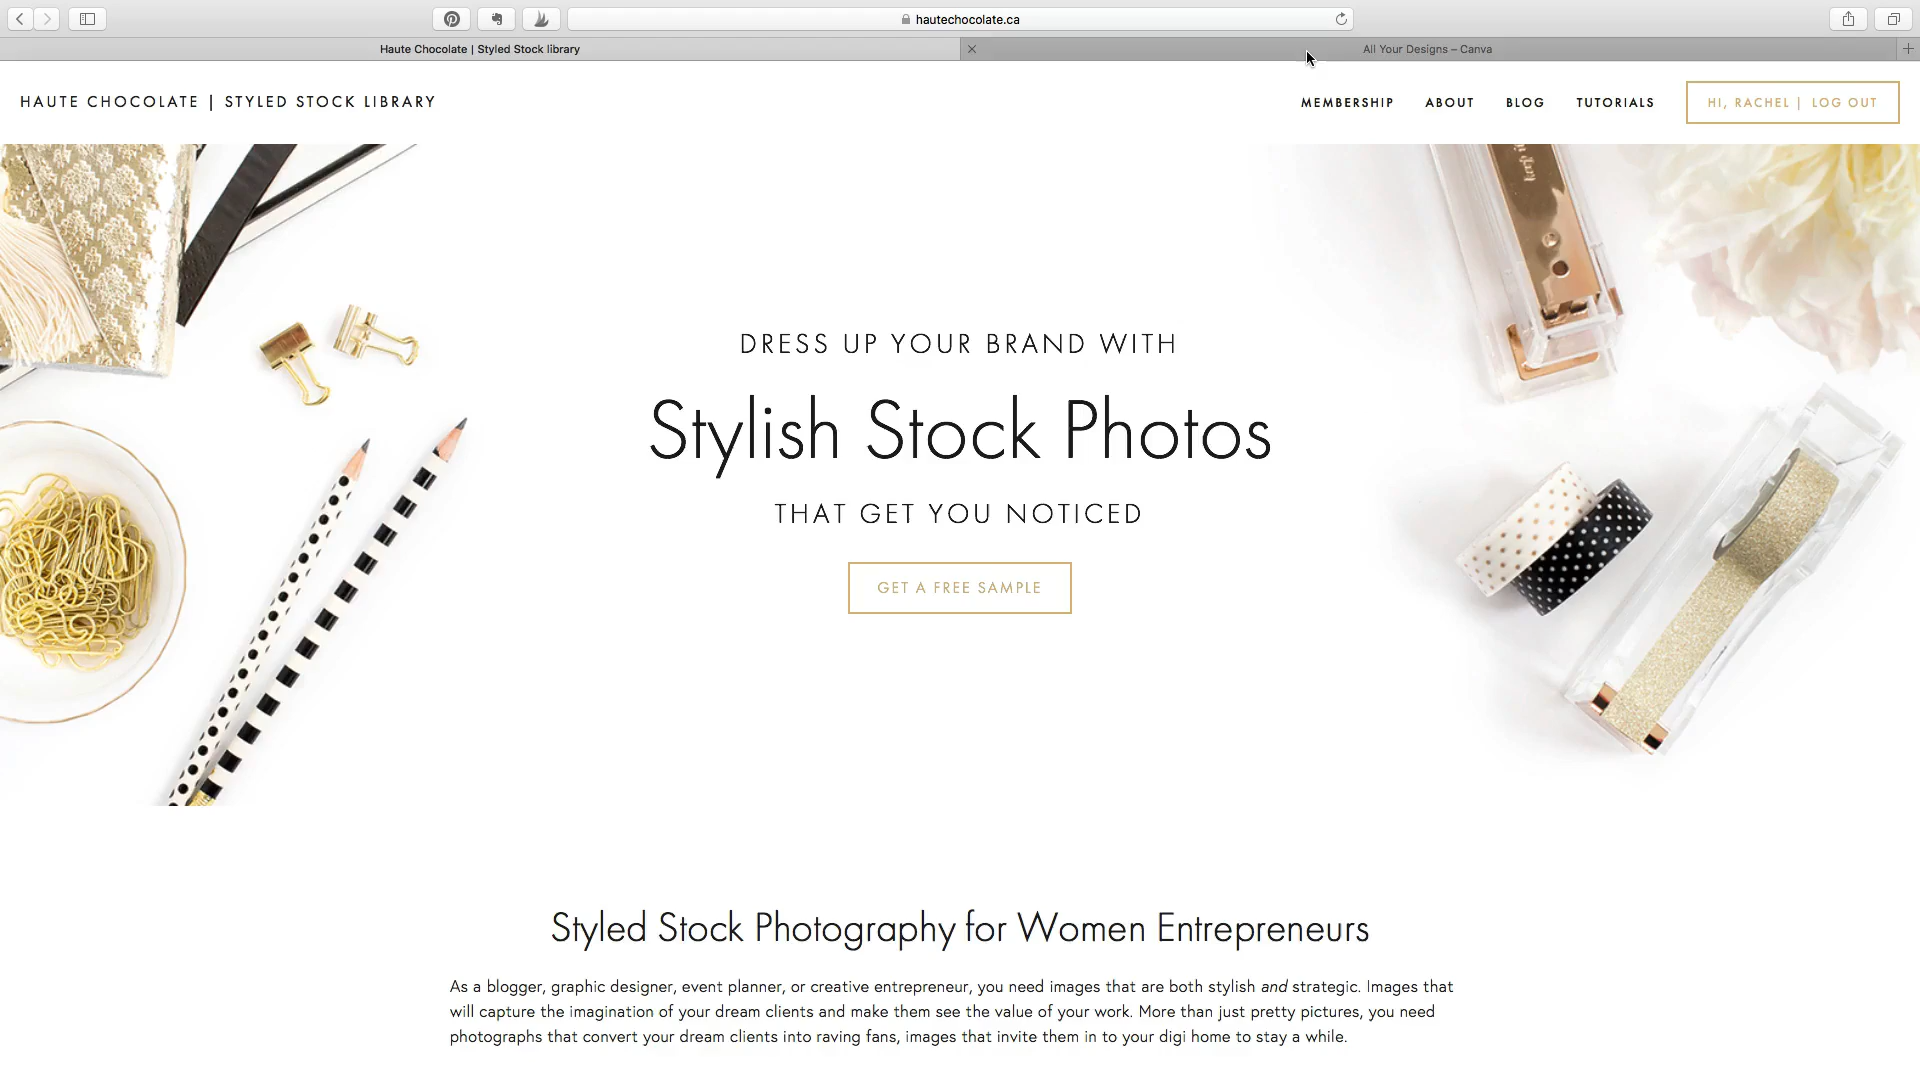 hautechocolate.ca
Haute Chocolate | Styled Stock library
All Your Designs – Canva
HAUTE CHOCOLATE | STYLED STOCK LIBRARY
MEMBERSHIP
ABOUT
BLOG
TUTORIALS
HI, RACHEL | LOG OUT
DRESS UP YOUR BRAND WITH
Stylish Stock Photos
THAT GET YOU NOTICED
GET A FREE SAMPLE
Styled Stock Photography for Women Entrepreneurs
As a blogger, graphic designer, event planner, or creative entrepreneur, you need images that are both stylish and strategic. Images that
will capture the imagination of your dream clients and make them see the value of your work. More than just pretty pictures, you need
photographs that convert your dream clients into raving fans, images that invite them in to your digi home to stay a while.